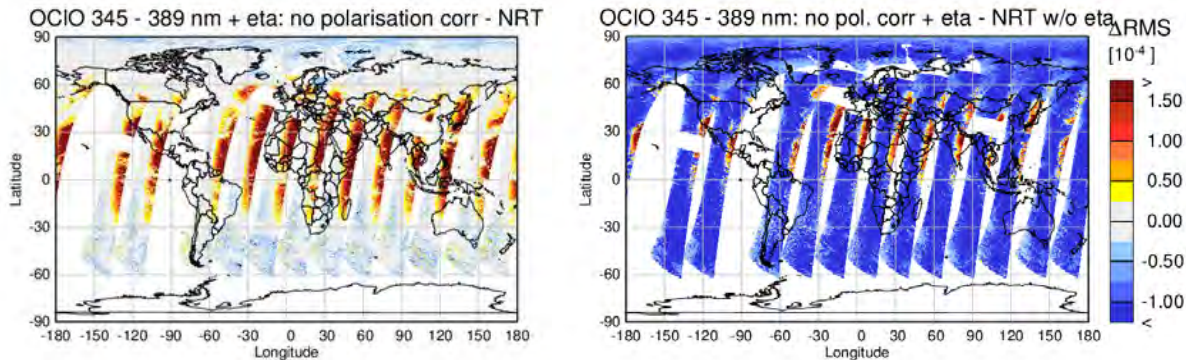 OClO 345 - 389 nm + eta: no polarisation corr - NRT
90
60
30
0
-30
-60
-90
-180 -150 -120 -90 -60 -30 0 30 60 90 120 150 180
Latitude
Longitude
OClO 345 - 389 nm: no pol. corr + eta - NRT w/o eta
90
60
30
0
-30
-60
-90
-180 -150 -120 -90 -60 -30 0 30 60 90 120 150 180
Latitude
Longitude
ΔRMS
[10⁻⁴]
>
1.50
1.00
0.50
0.00
-0.50
-1.00
<